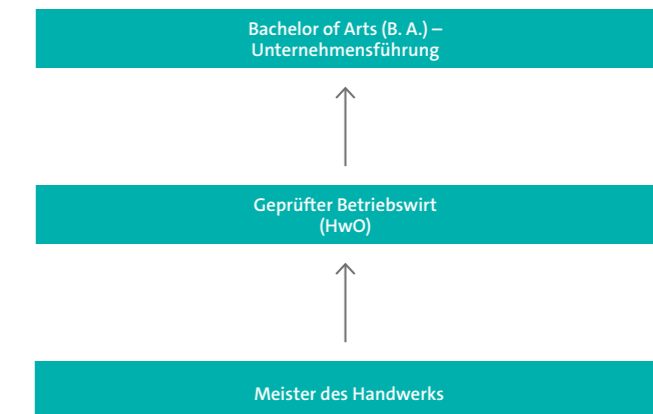 Bachelor of Arts (B. A.) –
Unternehmensführung
Geprüfter Betriebswirt
(HwO)
Meister des Handwerks